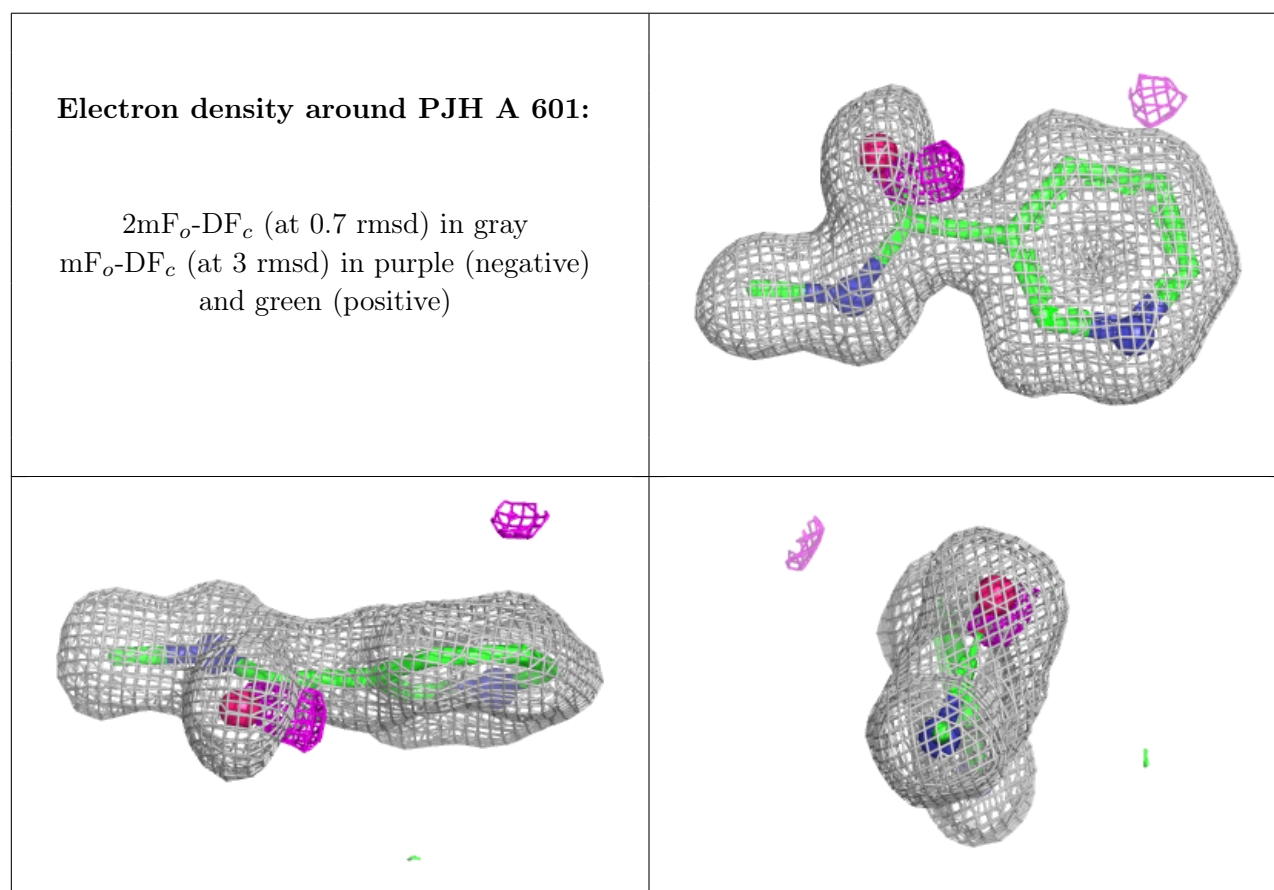 Electron density around PJH A 601:
2mFo-DFc (at 0.7 rmsd) in gray
mFo-DFc (at 3 rmsd) in purple (negative)
and green (positive)